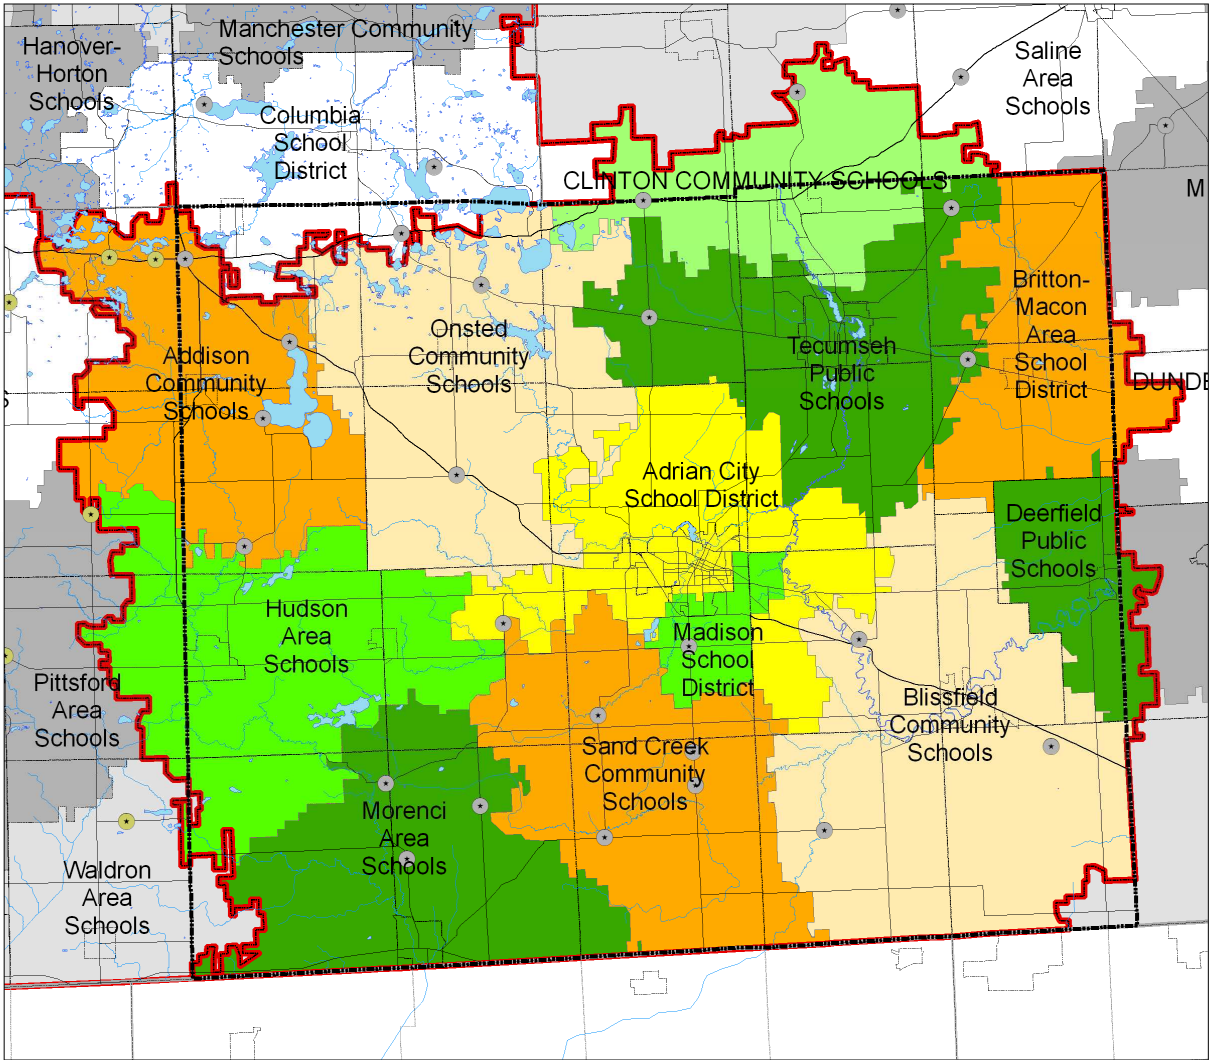 Hanover-
Horton
Schools
Manchester Community
Schools
Saline
Area
Schools
Columbia
School
District
CLINTON COMMUNITY SCHOOLS
M
Britton-
Macon
Area
School
District
Onsted
Community
Schools
Addison
Community
Schools
Tecumseh
Public
Schools
DUNDE
S
Adrian City
School District
Deerfield
Public
Schools
Hudson
Area
Schools
Madison
School
District
Pittsford
Area
Schools
Blissfield
Community
Schools
Sand Creek
Community
Schools
Morenci
Area
Schools
Waldron
Area
Schools